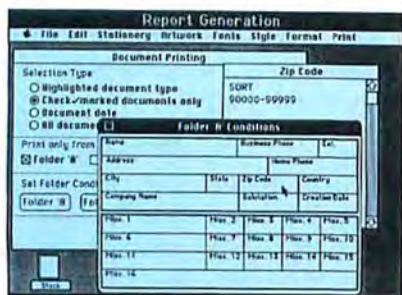 Report Generation
File Edit Stationery Artwork Fonts Style Format Print
Document Printing
Selection Type
Highlighted document type
Check/marked documents only
Document date
All docume
Print only from
Folder 'A'
Set Folder Condi
Folder 'A' Fo
Zip Code
SORT
90000-99999
Folder 'A' Conditions
Name Business Phone Ext.
Address Home Phone
City State Zip Code Country
Company Name Salutation Creation Date
Misc. 1 Misc. 2 Misc. 3 Misc. 4 Misc. 5
Misc. 6 Misc. 7 Misc. 8 Misc. 9 Misc. 10
Misc. 11 Misc. 12 Misc. 13 Misc. 14 Misc. 15
Misc. 16
Stack